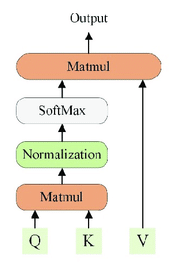 Output
Matmul
SoftMax
Normalization
Matmul
Q K V